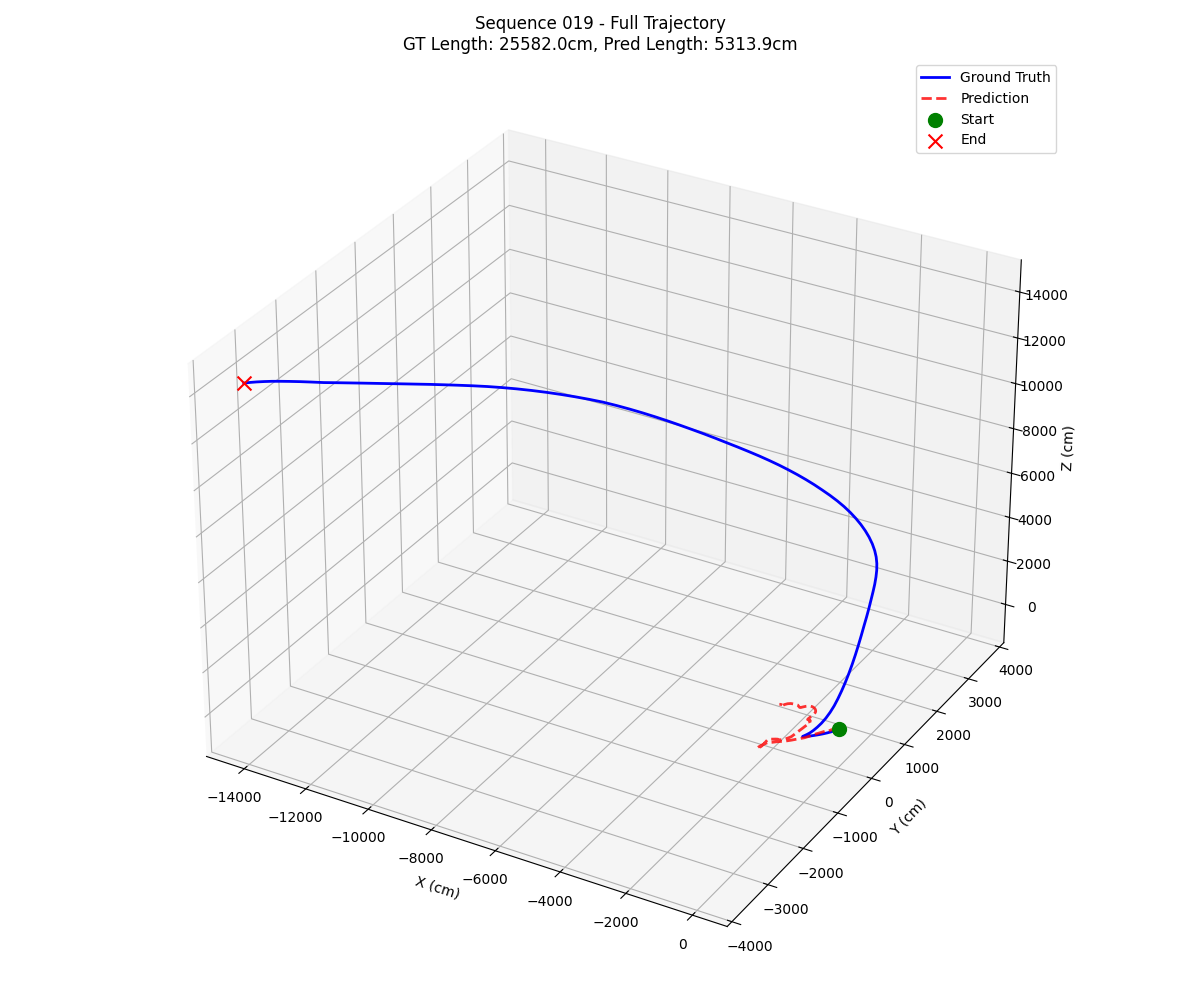 Sequence 019 - Full Trajectory
GT Length: 25582.0cm, Pred Length: 5313.9cm
Ground Truth
Prediction
Start
End
14000
12000
10000
8000
6000
4000
2000
0
Z (cm)
4000
3000
2000
1000
0
−1000
−2000
−3000
−4000
Y (cm)
−14000
−12000
−10000
−8000
−6000
−4000
−2000
0
X (cm)